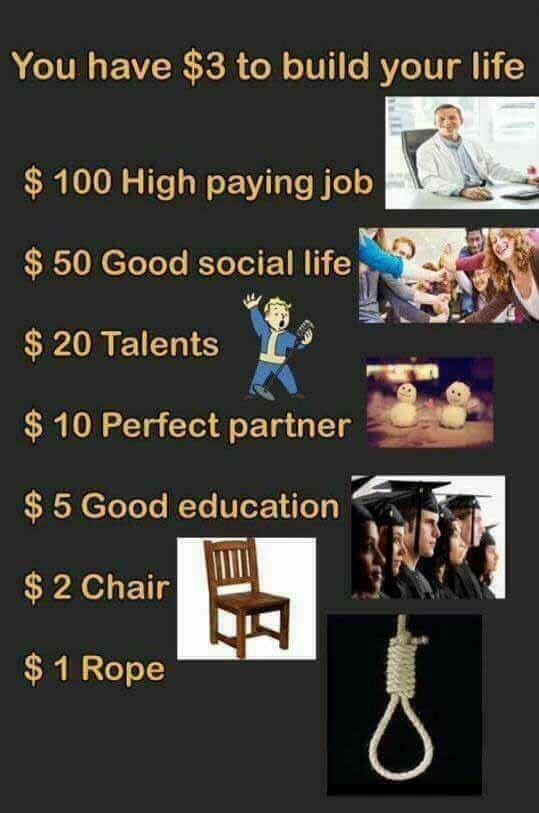 You have $3 to build your life
$ 100 High paying job
$ 50 Good social life
$ 20 Talents
$ 10 Perfect partner
$ 5 Good education
$ 2 Chair
$ 1 Rope